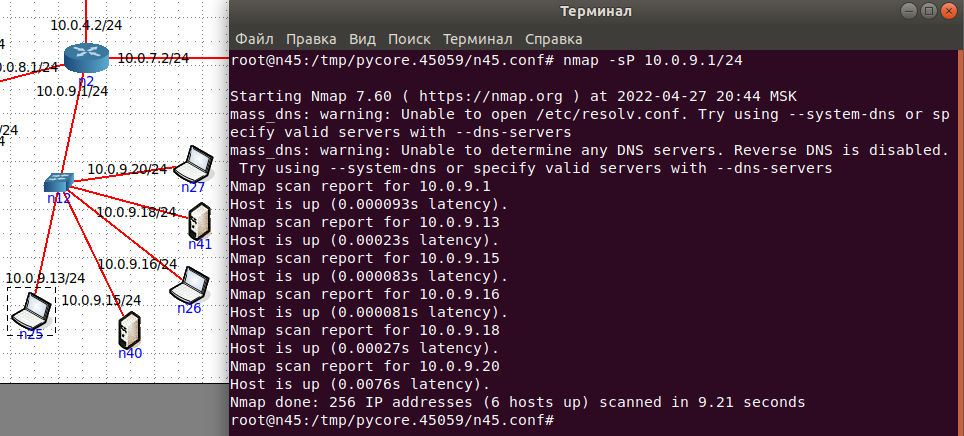 10.0.4.2/24
10.0.7.2/24
0.8.1/24
n2
10.0.9.1/24
/24
10.0.9.20/24
n27
n12
10.0.9.18/24
n41
10.0.9.16/24
n26
10.0.9.13/24
10.0.9.15/24
n25
n40
Терминал
Файл Правка Вид Поиск Терминал Справка
root@n45:/tmp/pycore.45059/n45.conf# nmap -sP 10.0.9.1/24
Starting Nmap 7.60 ( https://nmap.org ) at 2022-04-27 20:44 MSK
mass_dns: warning: Unable to open /etc/resolv.conf. Try using --system-dns or sp
ecify valid servers with --dns-servers
mass_dns: warning: Unable to determine any DNS servers. Reverse DNS is disabled.
Try using --system-dns or specify valid servers with --dns-servers
Nmap scan report for 10.0.9.1
Host is up (0.000093s latency).
Nmap scan report for 10.0.9.13
Host is up (0.00023s latency).
Nmap scan report for 10.0.9.15
Host is up (0.000083s latency).
Nmap scan report for 10.0.9.16
Host is up (0.000081s latency).
Nmap scan report for 10.0.9.18
Host is up (0.00027s latency).
Nmap scan report for 10.0.9.20
Host is up (0.0076s latency).
Nmap done: 256 IP addresses (6 hosts up) scanned in 9.21 seconds
root@n45:/tmp/pycore.45059/n45.conf#